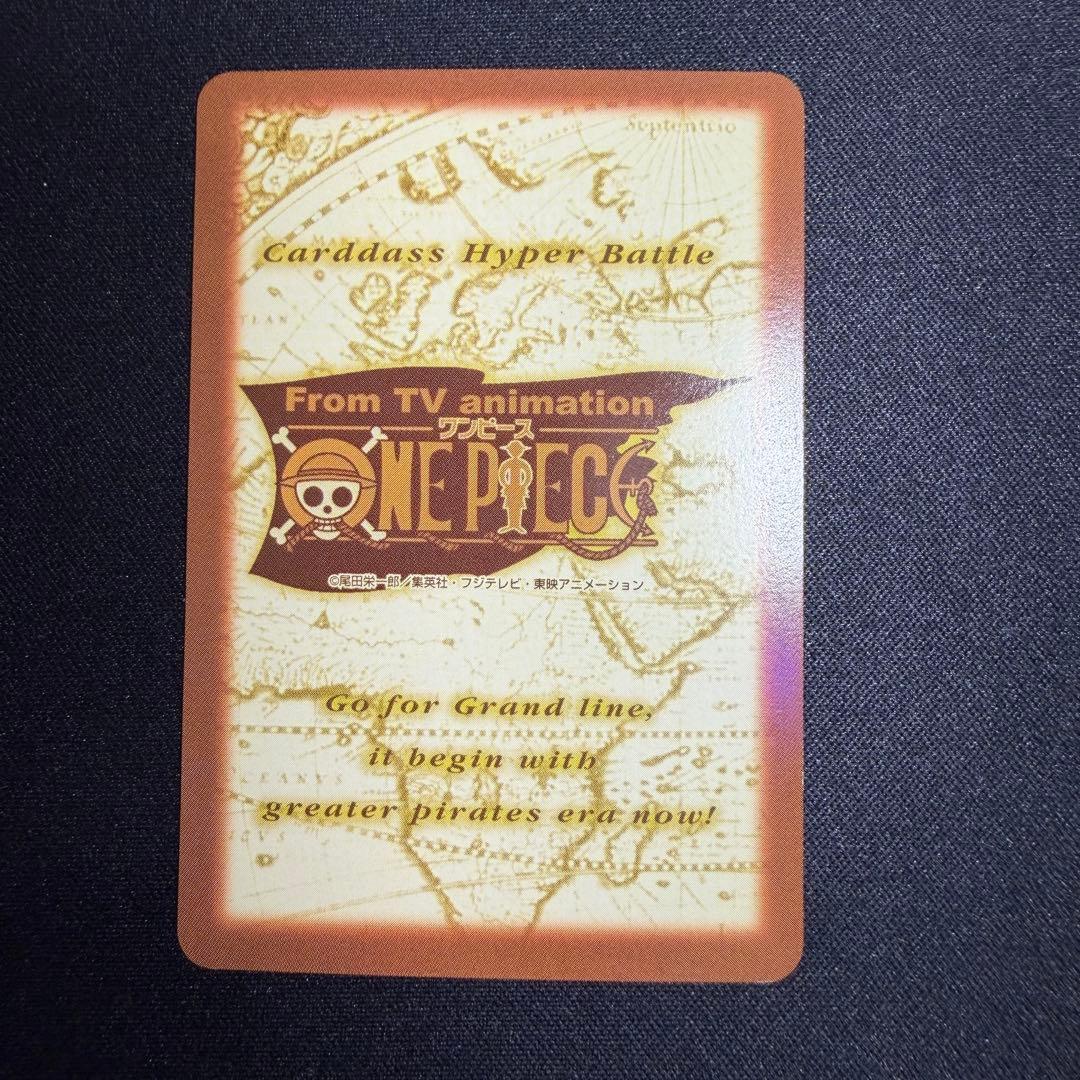 Septentrio
Carddass Hyper Battle
From TV animation
ワンピース
ONE PIECE
©尾田栄一郎／集英社・フジテレビ・東映アニメーション
Go for Grand line,
it begin with
greater pirates era now!